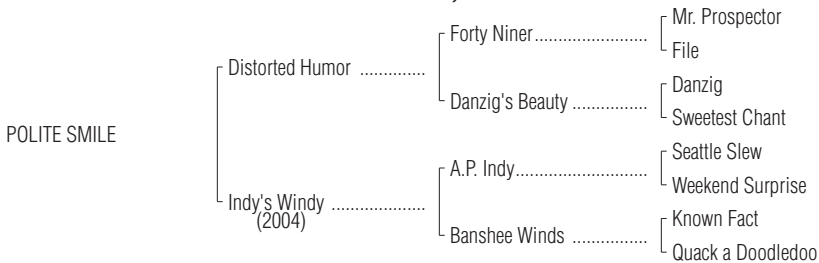 Mr. Prospector
Forty Niner
File
Distorted Humor
Danzig
Danzig's Beauty
Sweetest Chant
POLITE SMILE
Seattle Slew
A.P. Indy
Weekend Surprise
Indy's Windy
(2004)
Known Fact
Banshee Winds
Quack a Doodledoo